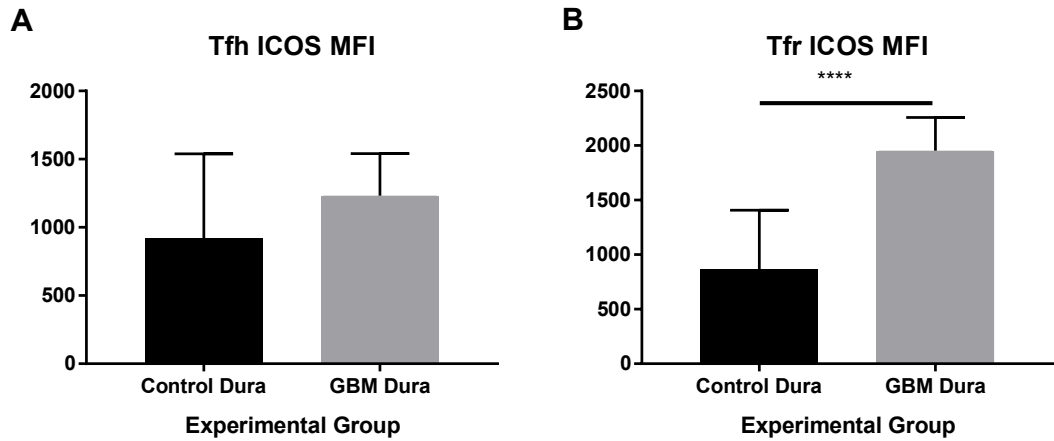 A
Tfh ICOS MFI
2000
1500
1000
500
0
Control Dura
GBM Dura
Experimental Group
B
Tfr ICOS MFI
****
2500
2000
1500
1000
500
0
Control Dura
GBM Dura
Experimental Group